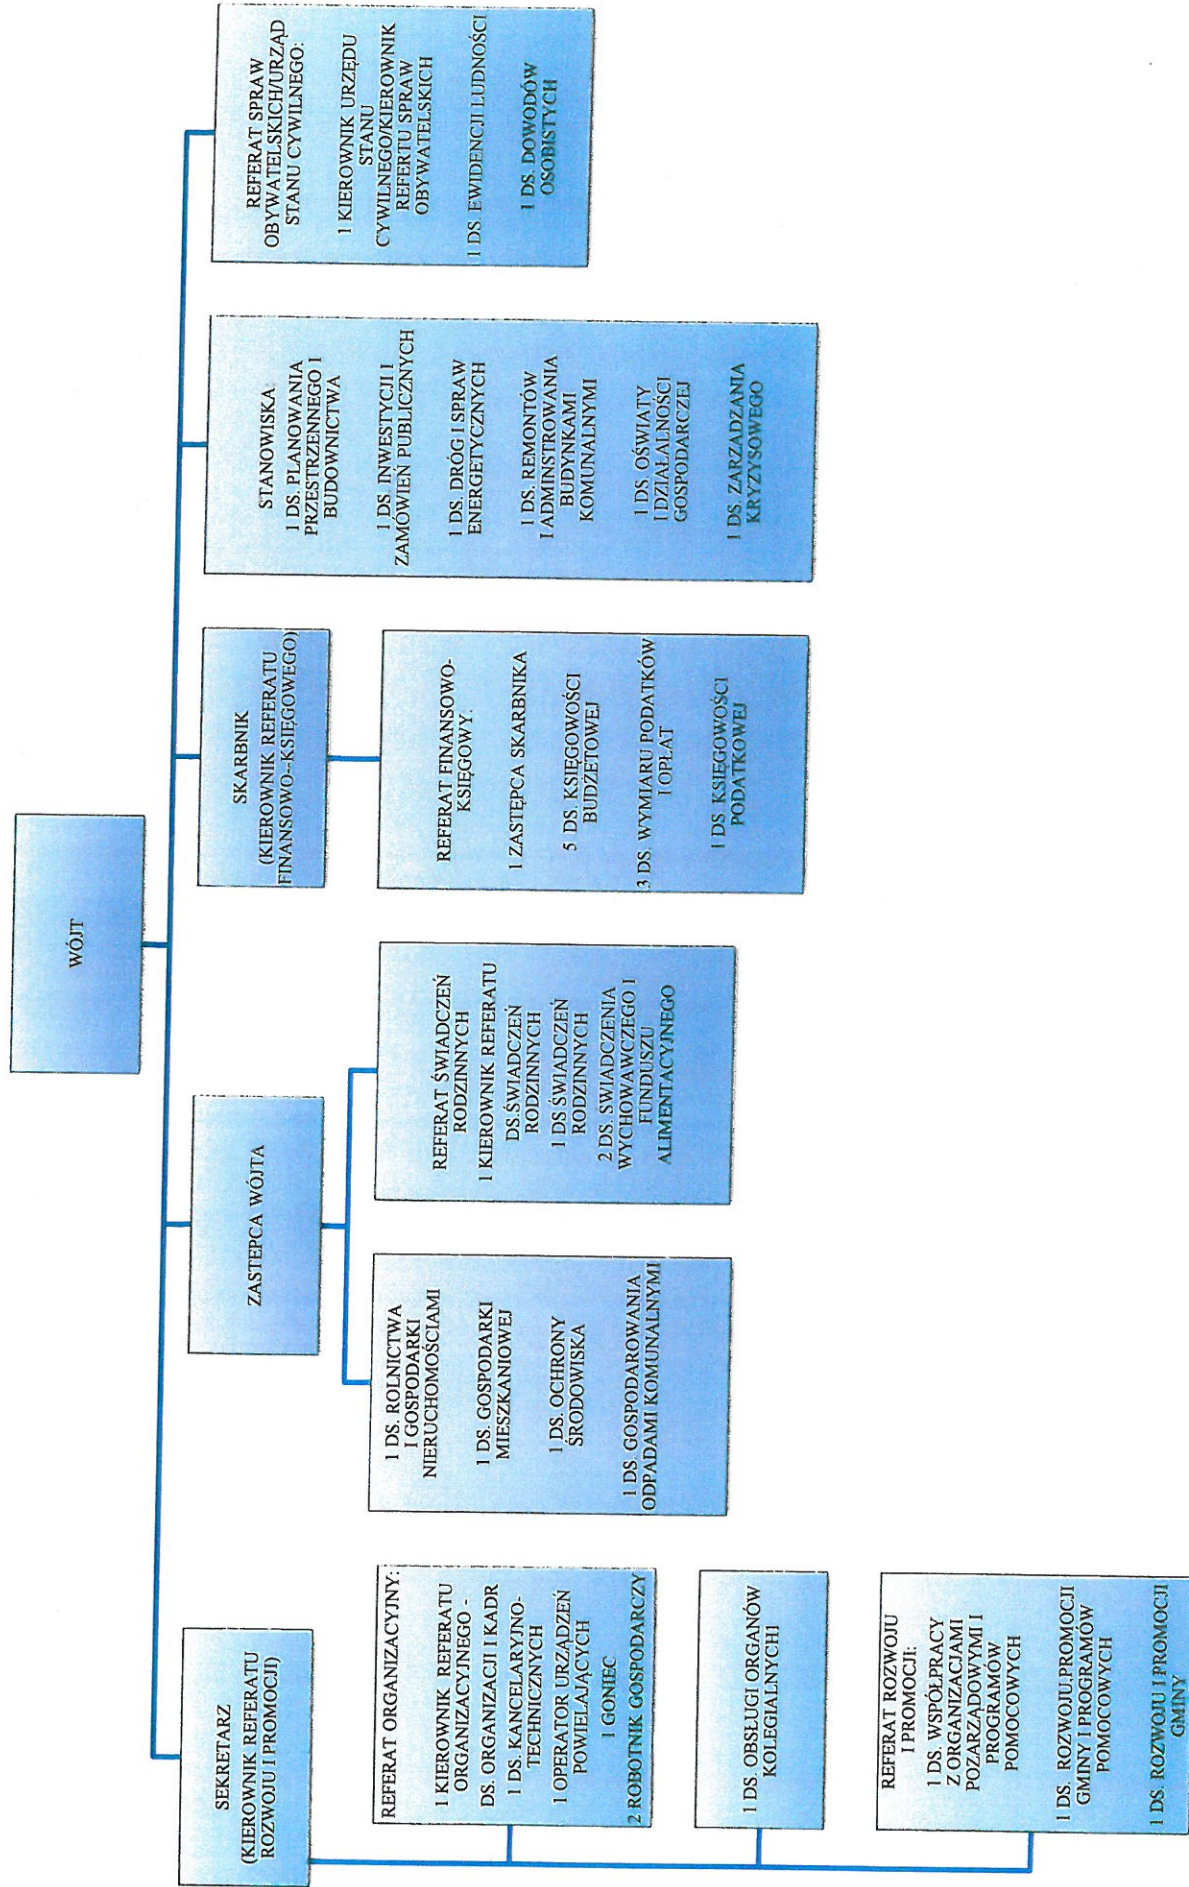 WÓJT
SEKRETARZ
(KIEROWNIK REFERATU
ROZWOJU I PROMOCJI)
REFERAT ORGANIZACYJNY:
1 KIEROWNIK REFERATU
ORGANIZACYJNEGO -
DS. ORGANIZACJI I KADR
1 DS. KANCELARYJNO-
TECHNICZNYCH
1 OPERATOR URZĄDZEŃ
POWIELAJĄCYCH
1 GONIEC
2 ROBOTNIK GOSPODARCZY
1 DS. OBSŁUGI ORGANÓW
KOLEGIALNYCH1
REFERAT ROZWOJU
I PROMOCJI:
1 DS. WSPÓŁPRACY
Z ORGANIZACJAMI
POZARZĄDOWYMI I
PROGRAMÓW
POMOCOWYCH
1 DS. ROZWOJU.PROMOCJI
GMINY I PROGRAMÓW
POMOCOWYCH
1 DS. ROZWOJU I PROMOCJI
GMINY
ZASTĘPCA WÓJTA
1 DS. ROLNICTWA
I GOSPODARKI
NIERUCHOMOŚCIAMI
1 DS. GOSPODARKI
MIESZKANIOWEJ
1 DS. OCHRONY
ŚRODOWISKA
1 DS. GOSPODAROWANIA
ODPADAMI KOMUNALNYMI
REFERAT ŚWIADCZEŃ
RODZINNYCH
1 KIEROWNIK REFERATU
DS.ŚWIADCZEŃ
RODZINNYCH
1 DS ŚWIADCZEŃ
RODZINNYCH
2 DS. ŚWIADCZENIA
WYCHOWAWCZEGO I
FUNDUSZU
ALIMENTACYJNEGO
SKARBNIK
(KIEROWNIK REFERATU
FINANSOWO--KSIĘGOWEGO)
REFERAT FINANSOWO-
KSIĘGOWY:
1 ZASTĘPCA SKARBNIKA
5 DS. KSIĘGOWOŚCI
BUDŻETOWEJ
3 DS. WYMIARU PODATKÓW
I OPŁAT
1 DS. KSIĘGOWOŚCI
PODATKOWEJ
STANOWISKA:
1 DS. PLANOWANIA
PRZESTRZENNEGO I
BUDOWNICTWA
1 DS. INWESTYCJI I
ZAMÓWIEŃ PUBLICZNYCH
1 DS. DRÓG I SPRAW
ENERGETYCZNYCH
1 DS. REMONTÓW
I ADMINSTROWANIA
BUDYNKAMI
KOMUNALNYMI
1 DS. OŚWIATY
I DZIAŁALNOŚCI
GOSPODARCZEJ
1 DS. ZARZĄDZANIA
KRYZYSOWEGO
REFERAT SPRAW
OBYWATELSKICH/URZĄD
STANU CYWILNEGO:
1 KIEROWNIK URZĘDU
STANU
CYWILNEGO/KIEROWNIK
REFERTU SPRAW
OBYWATELSKICH
1 DS. EWIDENCJI LUDNOŚCI
1 DS. DOWODÓW
OSOBISTYCH